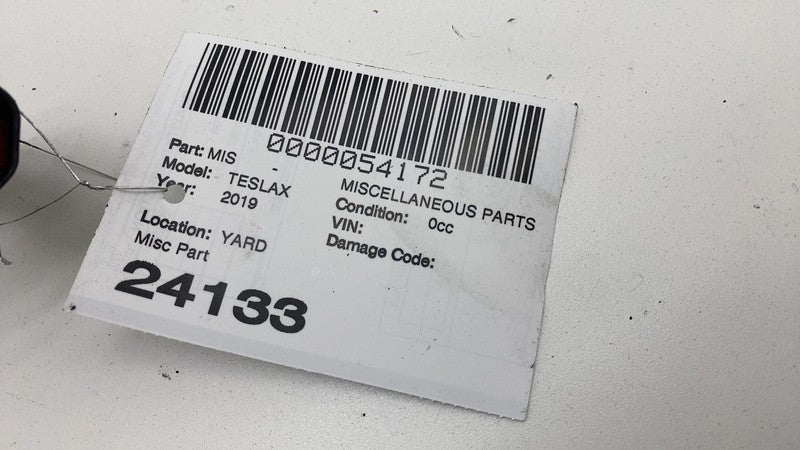 0000054172
Part: MIS - MISCELLANEOUS PARTS
Model: TESLAX Condition: 0cc
Year: 2019 VIN:
Damage Code:
Location: YARD
Misc Part
24133